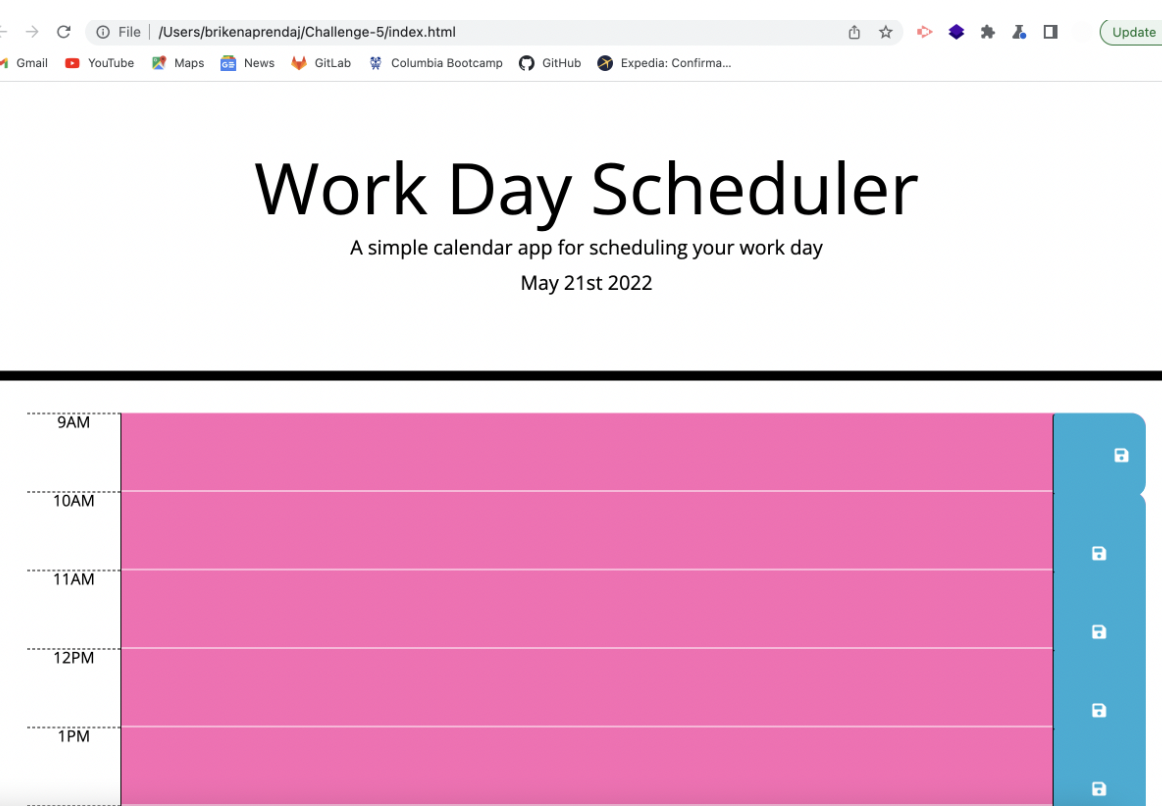 File /Users/brikenaprendaj/Challenge-5/index.html Update
Gmail YouTube Maps News GitLab Columbia Bootcamp GitHub Expedia: Confirma...
Work Day Scheduler
A simple calendar app for scheduling your work day
May 21st 2022
9AM
10AM
11AM
12PM
1PM